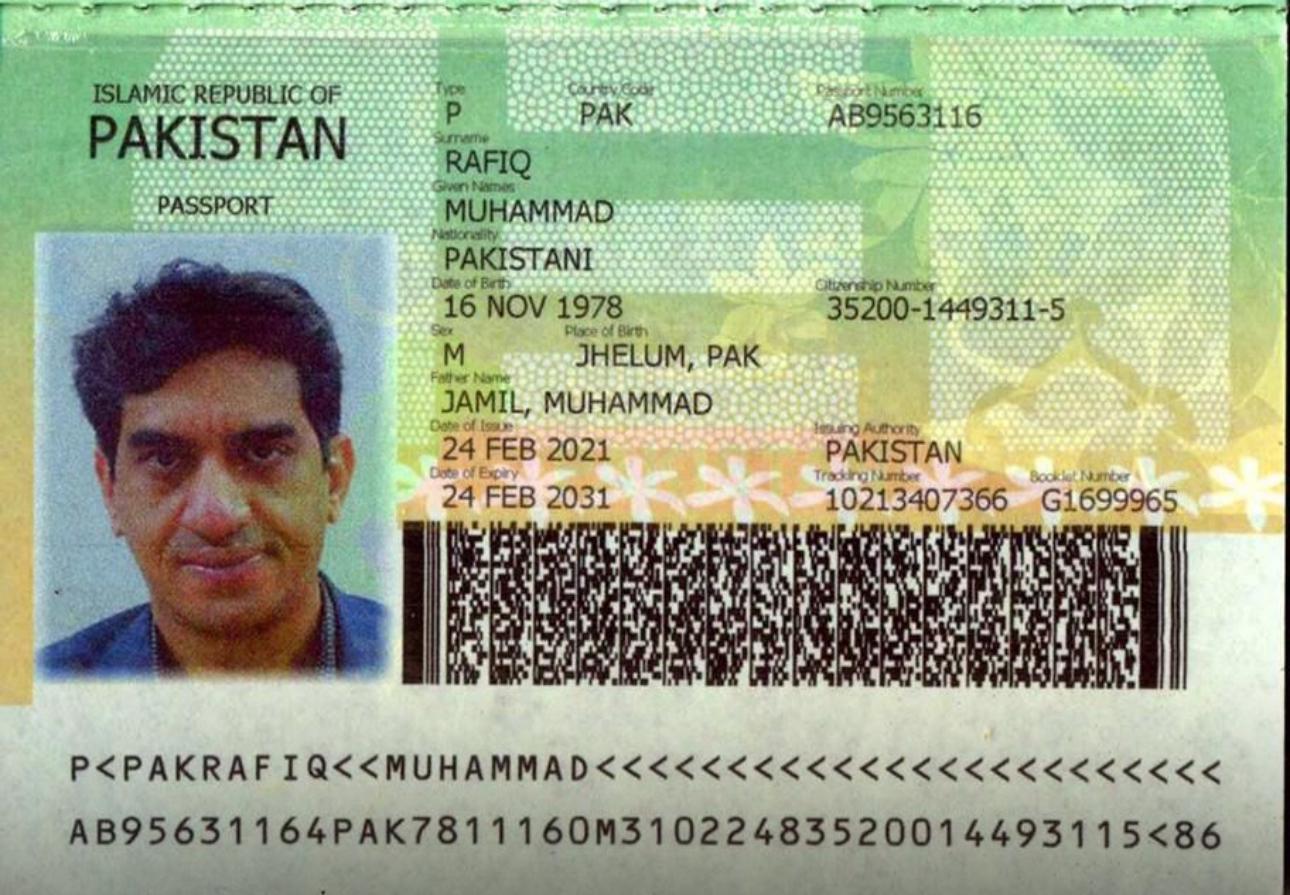 ISLAMIC REPUBLIC OF
PAKISTAN
PASSPORT
Type Country Code Passport Number
P PAK AB9563116
Surname
RAFIQ
Given Names
MUHAMMAD
Nationality
PAKISTANI
Date of Birth Citizenship Number
16 NOV 1978 35200-1449311-5
Sex Place of Birth
M JHELUM, PAK
Father Name
JAMIL, MUHAMMAD
Date of Issue Issuing Authority
24 FEB 2021 PAKISTAN
Date of Expiry Tracking Number Booklet Number
24 FEB 2031 10213407366 G1699965
P<PAKRAFIQ<<MUHAMMAD<<<<<<<<<<<<<<<<<<<<<<<<
AB95631164PAK7811160M31022483520014493115<86